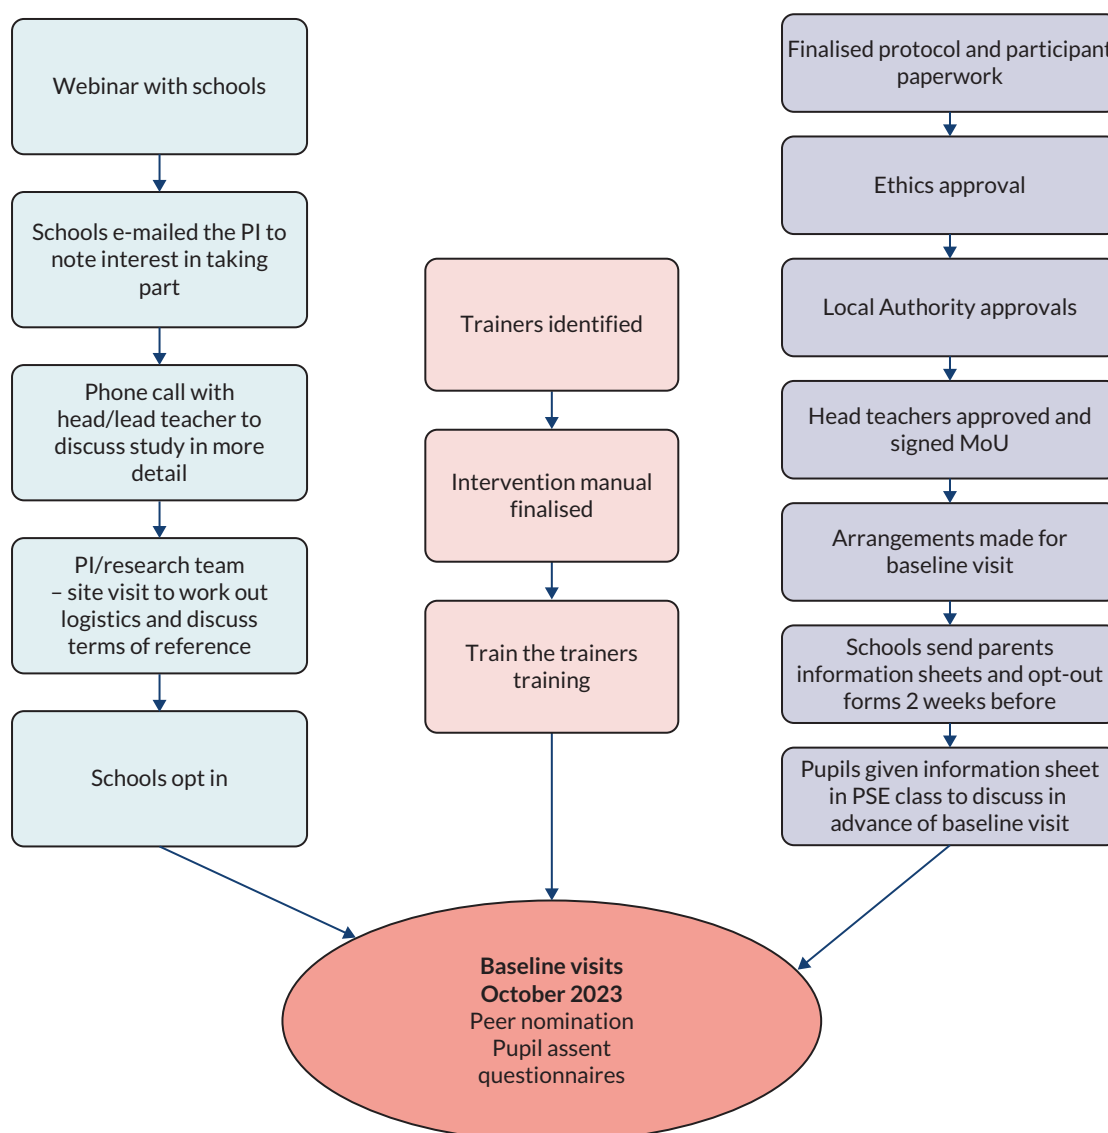 Webinar with schools
Schools e-mailed the PI to
note interest in taking
part
Phone call with
head/lead teacher to
discuss study in more
detail
PI/research team
– site visit to work out
logistics and discuss
terms of reference
Schools opt in
Trainers identified
Intervention manual
finalised
Train the trainers
training
Finalised protocol and participant
paperwork
Ethics approval
Local Authority approvals
Head teachers approved and
signed MoU
Arrangements made for
baseline visit
Schools send parents
information sheets and opt-out
forms 2 weeks before
Pupils given information sheet
in PSE class to discuss in
advance of baseline visit
Baseline visits
October 2023
Peer nomination
Pupil assent
questionnaires